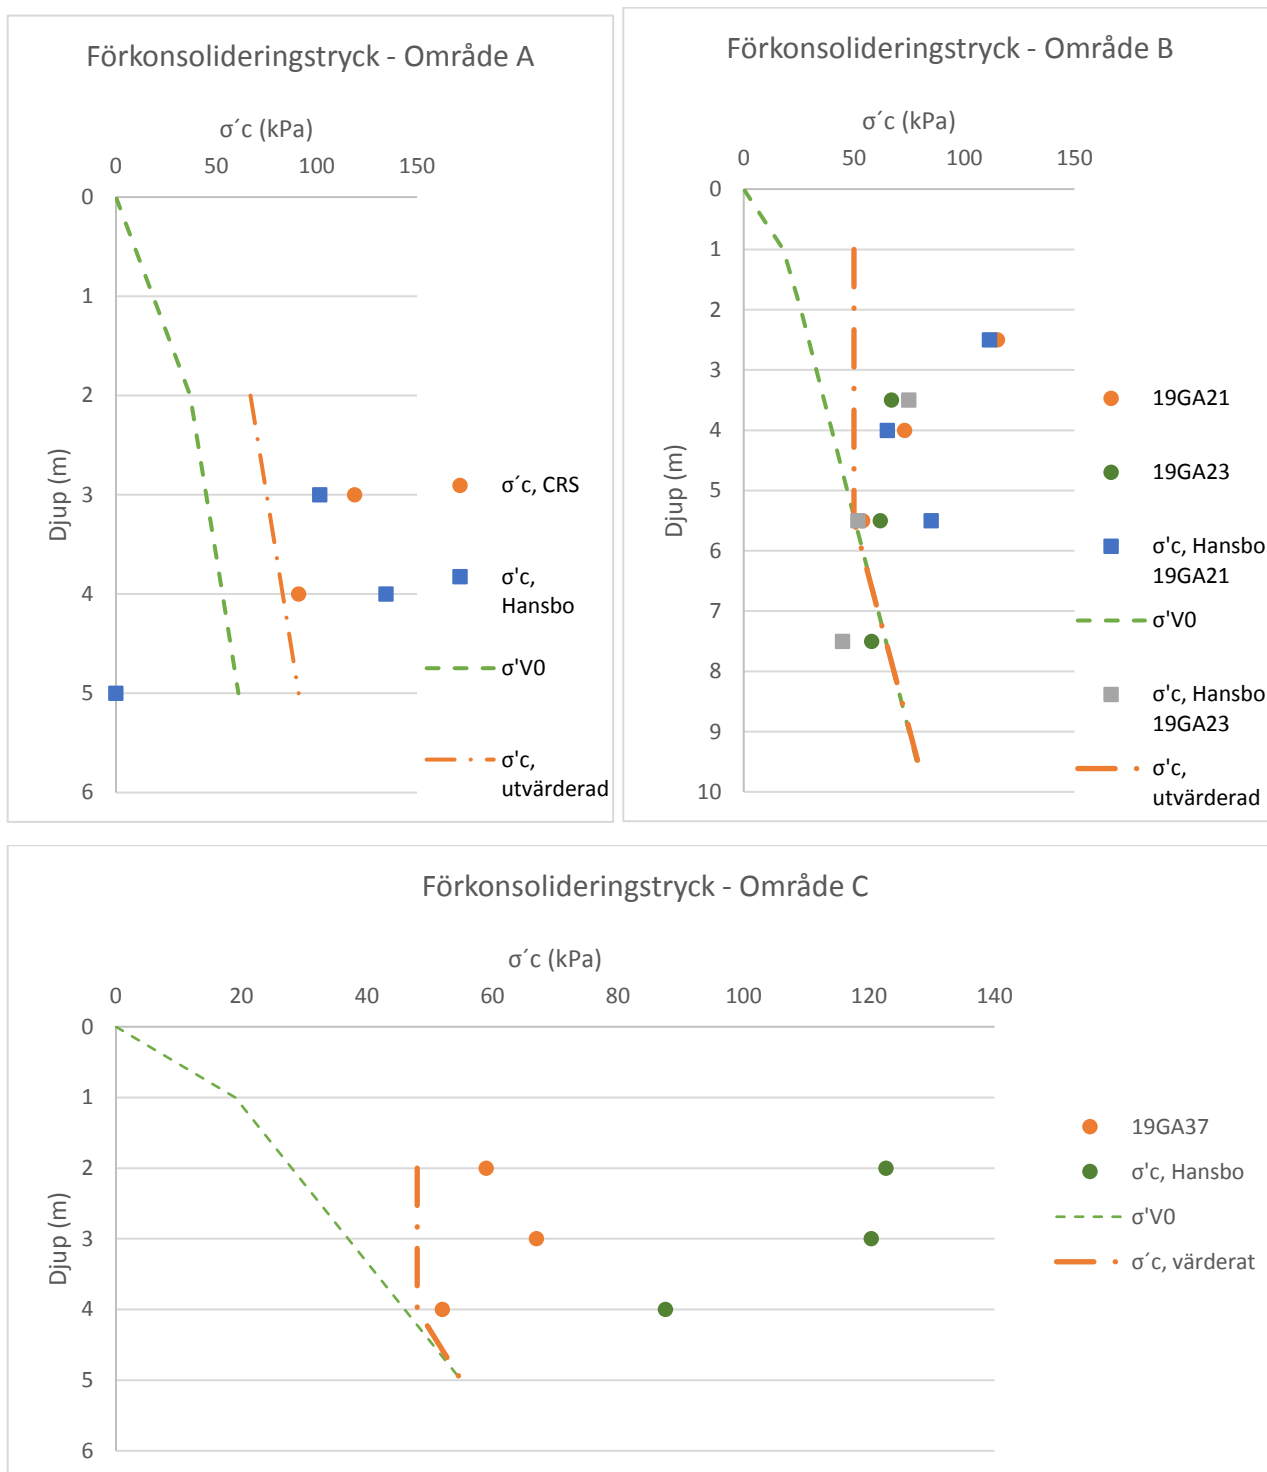 Förkonsolideringstryck - Område A
σ´c (kPa)
0 50 100 150
0
1
2
3
4
5
6
Djup (m)
σ´c, CRS
σ'c,
Hansbo
σ'V0
σ'c,
utvärderad
Förkonsolideringstryck - Område B
σ´c (kPa)
0 50 100 150
0
1
2
3
4
5
6
7
8
9
10
Djup (m)
19GA21
19GA23
σ'c, Hansbo
19GA21
σ'V0
σ'c, Hansbo
19GA23
σ'c,
utvärderad
Förkonsolideringstryck - Område C
σ´c (kPa)
0 20 40 60 80 100 120 140
0
1
2
3
4
5
6
Djup (m)
19GA37
σ'c, Hansbo
σ'V0
σ´c, värderat